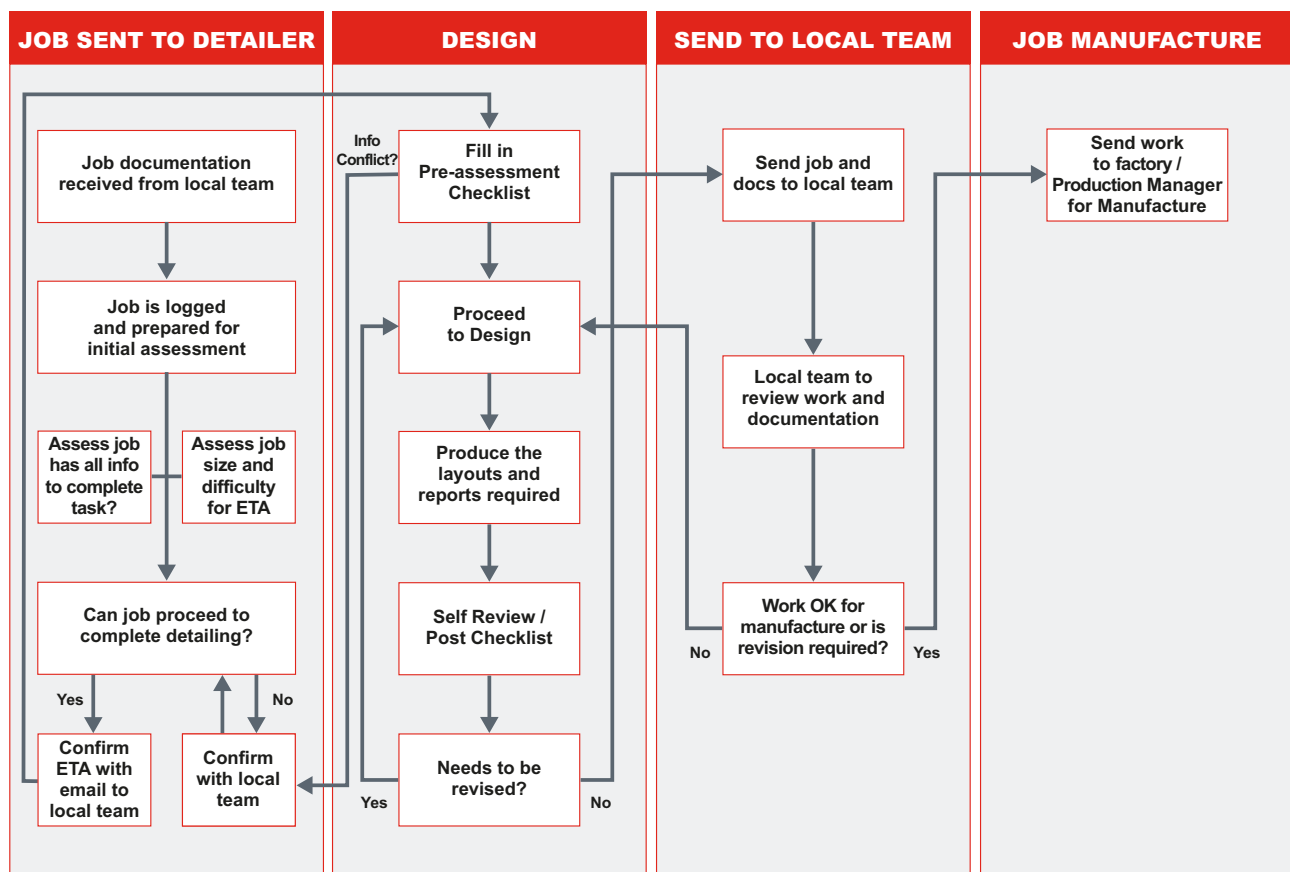 JOB SENT TO DETAILER
DESIGN
SEND TO LOCAL TEAM
JOB MANUFACTURE
Job documentation
received from local team
Job is logged
and prepared for
initial assessment
Assess job
has all info
to complete
task?
Assess job
size and
difficulty
for ETA
Can job proceed to
complete detailing?
Yes
No
Confirm
ETA with
email to
local team
Confirm
with local
team
Info
Conflict?
Fill in
Pre-assessment
Checklist
Proceed
to Design
Produce the
layouts and
reports required
Self Review /
Post Checklist
Needs to be
revised?
Yes
No
Send job and
docs to local team
Local team to
review work and
documentation
Work OK for
manufacture or is
revision required?
No
Yes
Send work
to factory /
Production Manager
for Manufacture